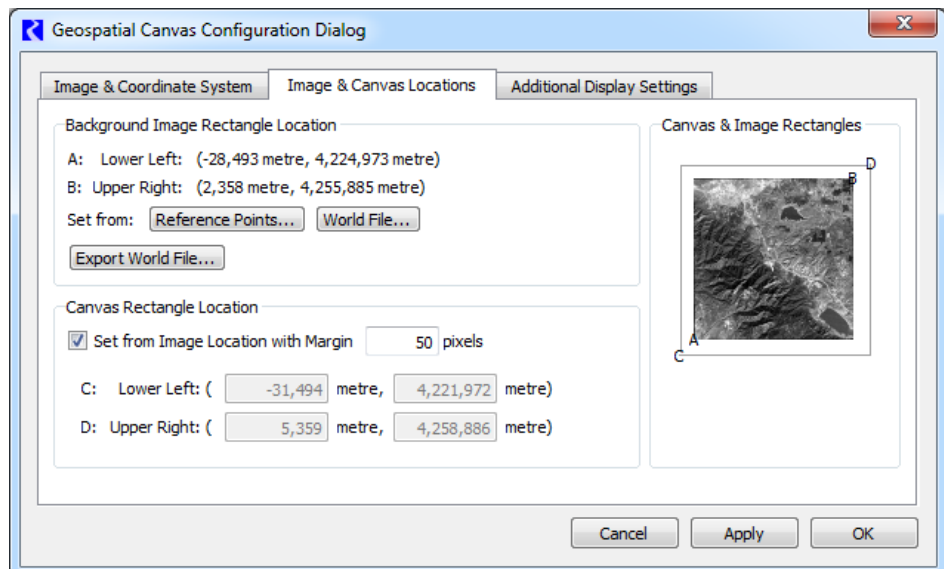 Geospatial Canvas Configuration Dialog
Image & Coordinate System
Image & Canvas Locations
Additional Display Settings
Background Image Rectangle Location
A: Lower Left: (-28,493 metre, 4,224,973 metre)
B: Upper Right: (2,358 metre, 4,255,885 metre)
Set from: Reference Points... World File...
Export World File...
Canvas Rectangle Location
Set from Image Location with Margin 50 pixels
C: Lower Left: ( -31,494 metre, 4,221,972 metre)
D: Upper Right: ( 5,359 metre, 4,258,886 metre)
Canvas & Image Rectangles
D
B
A
C
Cancel
Apply
OK